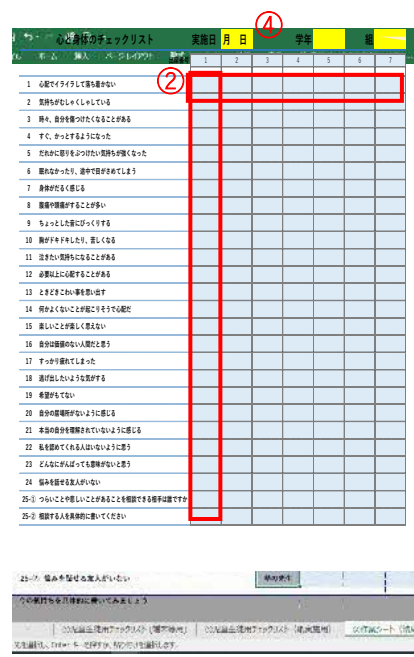 ④
心と身体のチェックリスト 実施日 月 日 学年 組
ホーム 挿入 ページレイアウト
出席番号 1 2 3 4 5 6 7
②
1 心配でイライラして落ち着かない
2 気持ちがむしゃくしゃしている
3 時々、自分を傷つけたくなることがある
4 すぐ、かっとするようになった
5 だれかに怒りをぶつけたい気持ちが強くなった
6 眠れなかったり、途中で目がさめてしまう
7 身体がだるく感じる
8 腹痛や頭痛がすることが多い
9 ちょっとした音にびっくりする
10 胸がドキドキしたり、苦しくなる
11 泣きたい気持ちになることがある
12 必要以上に心配することがある
13 ときどきこわい事を思い出す
14 何かよくないことが起こりそうで心配だ
15 楽しいことが楽しく思えない
16 自分は価値のない人間だと思う
17 すっかり疲れてしまった
18 逃げ出したいような気がする
19 希望がもてない
20 自分の居場所がないように感じる
21 本当の自分を理解されていないように感じる
22 私を認めてくれる人はいないように思う
23 どんなにがんばっても意味がないと思う
24 悩みを話せる友人がいない
25-① つらいことや悲しいことがあることを相談できる相手は誰ですか
25-② 相談する人を具体的に書いてください
悩みを話せる友人がいない
今の気持ちを具体的に書いてみましょう